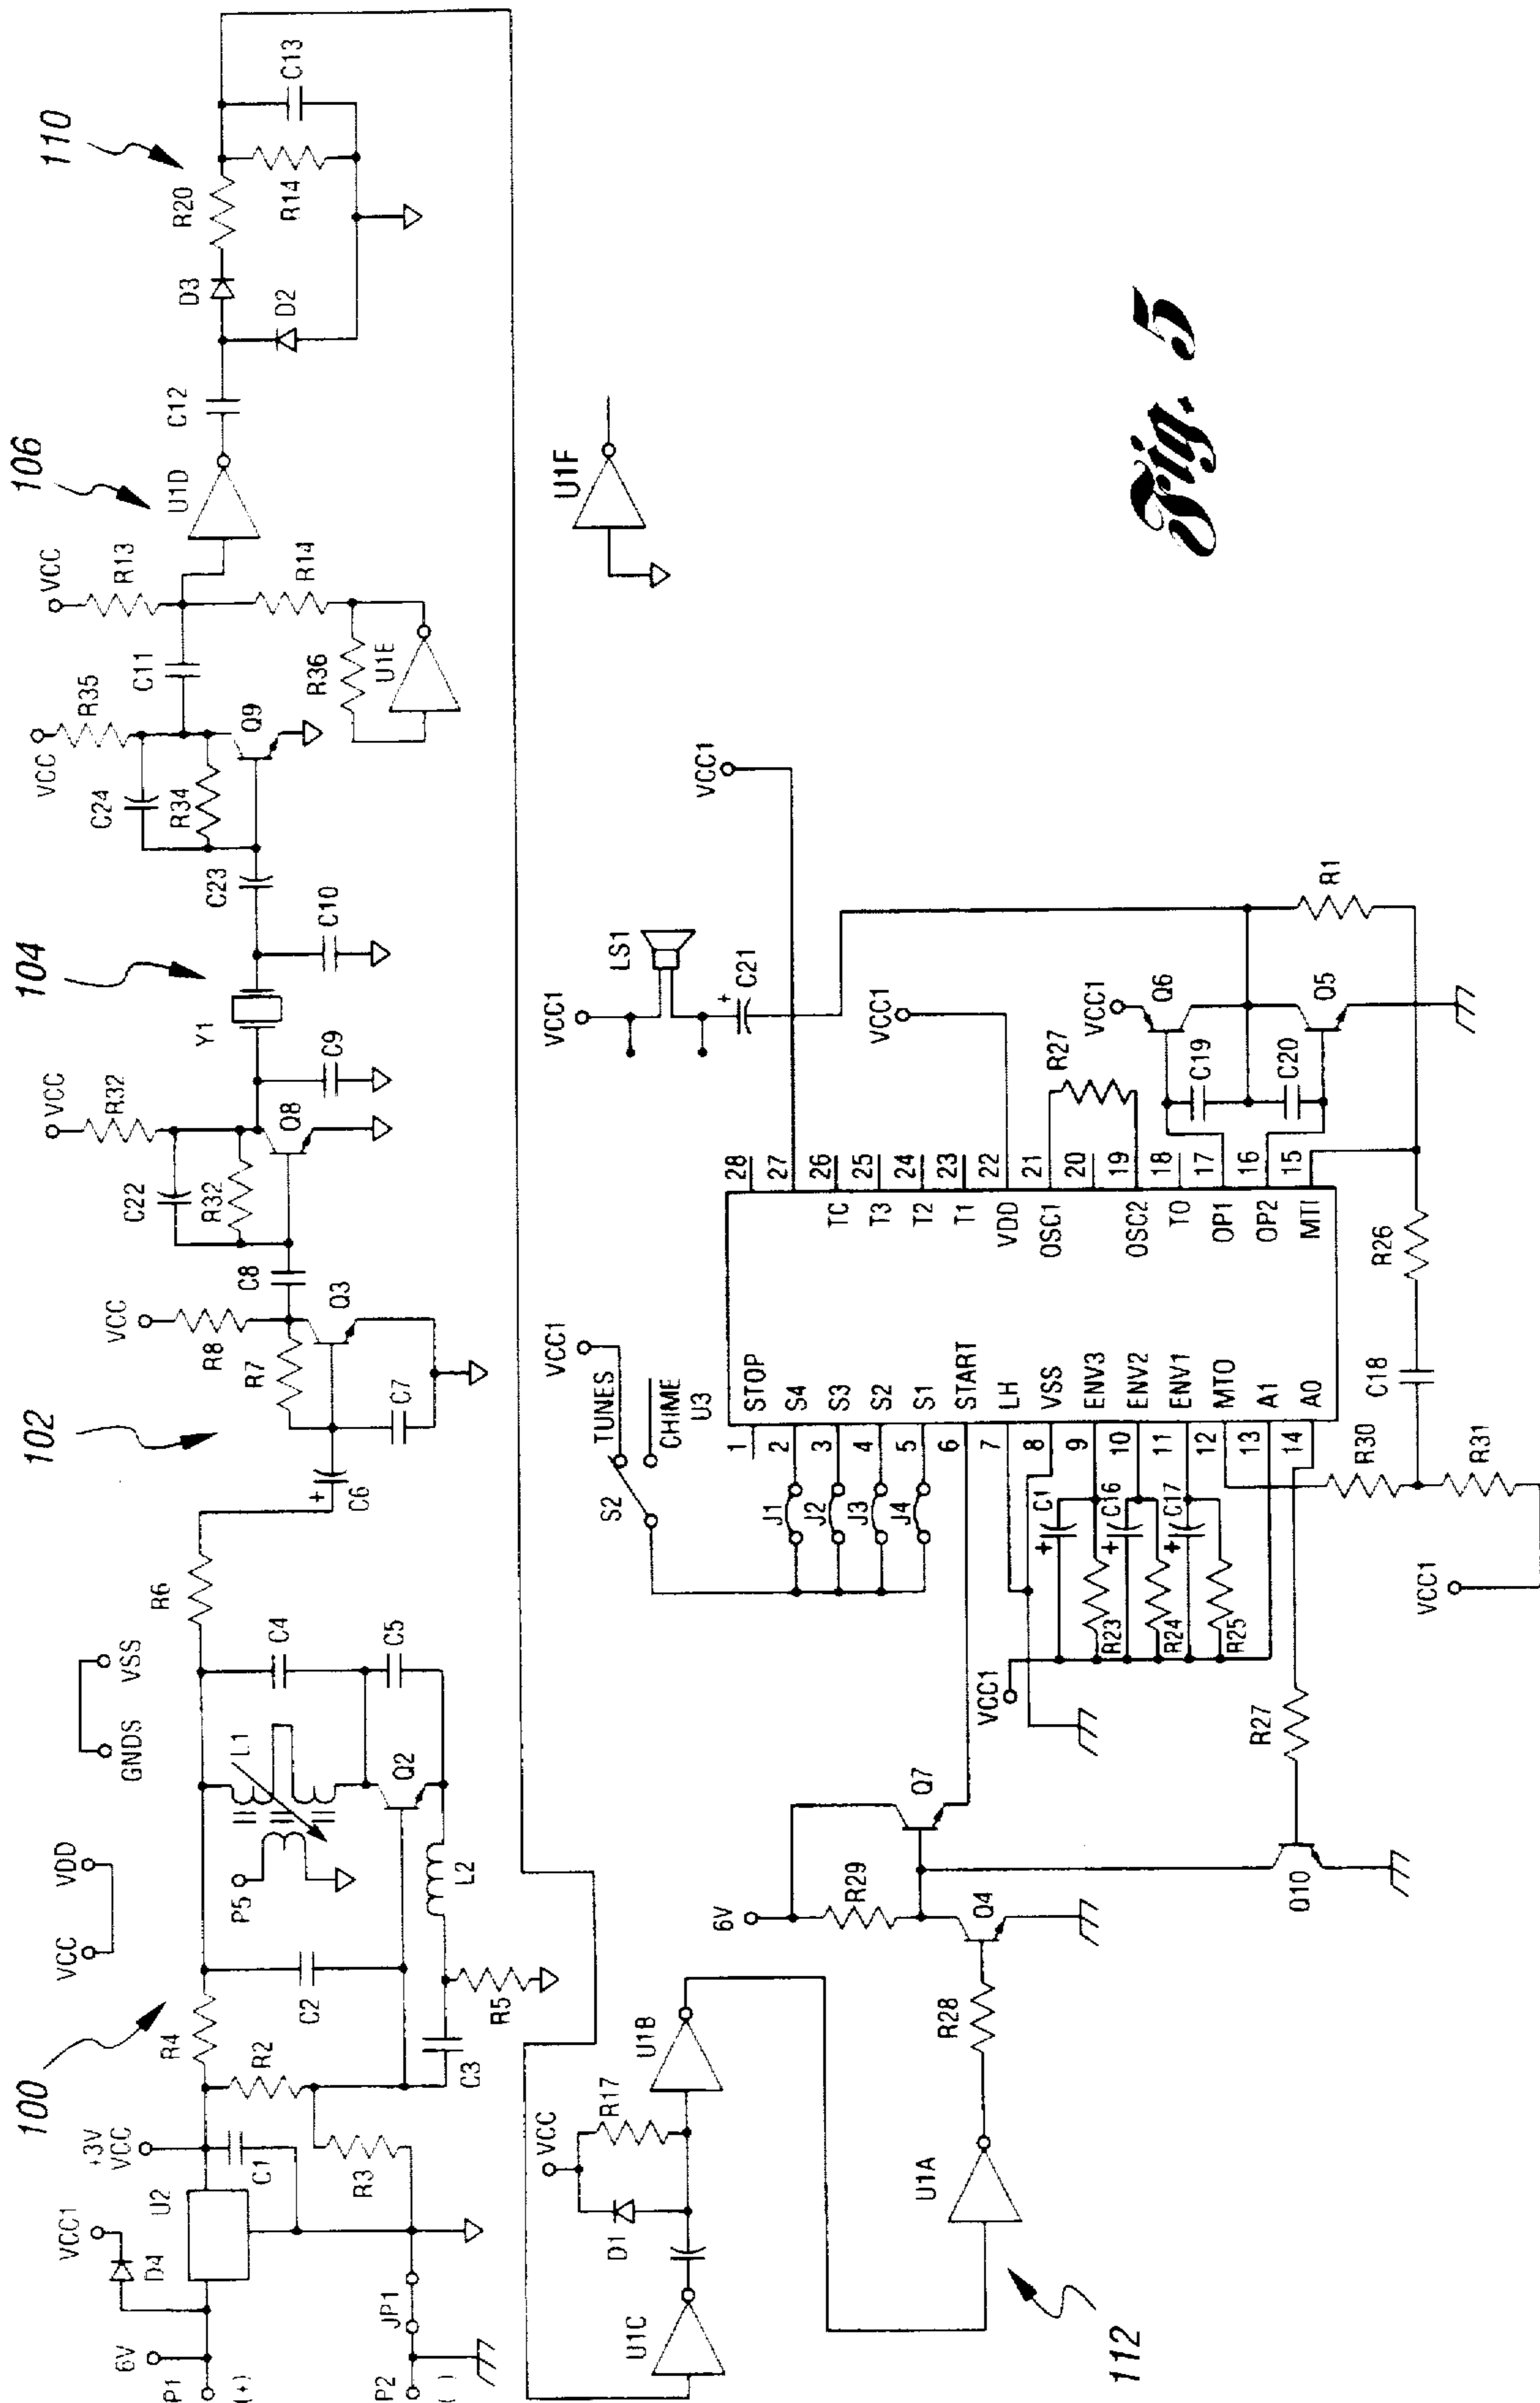 100
102
104
106
110
P1
(+)
6V
VCC1
D4
U2
+3V
VCC
C1
P2
(-)
JP1
R3
R2
R4
C2
C3
R5
L2
P5
L1
Q2
C4
C5
VCC
VDD
GNDS
VSS
R6
C6
C7
R7
R8
VCC
Q3
C8
C22
R32
VCC
R32
Q8
C9
Y1
C10
C23
C24
R34
VCC
R35
Q9
C11
VCC
R13
R14
R36
U1E
U1D
C12
D3
D2
R20
R14
C13
U1F
U1C
D1
VCC
R17
U1B
U1A
112
R28
Q4
6V
R29
Q7
Q10
R27
VCC1
S2
TUNES
CHIME
U3
VCC1
J1
J2
J3
J4
1 STOP
2 S4
3 S3
4 S2
5 S1
6 START
7 LH
8 VSS
9 ENV3
10 ENV2
11 ENV1
12 MTO
13 A1
14 A0
C1
R23
C16
R24
C17
R25
28
27
TC 26
T3 25
T2 24
T1 23
VDD 22
OSC1 21
20
OSC2 19
TO 18
OP1 17
OP2 16
MTI 15
VCC1
LS1
+
C21
VCC1
VCC1
R27
C19
C20
VCC1
Q6
Q5
R1
R26
C18
R30
R31
VCC1
Fig. 5